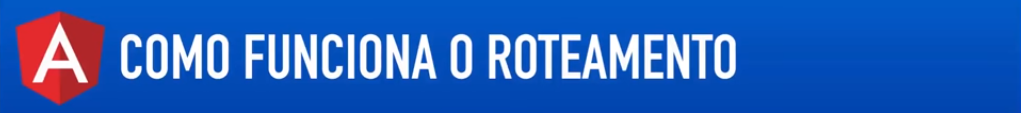 COMO FUNCIONA O ROTEAMENTO